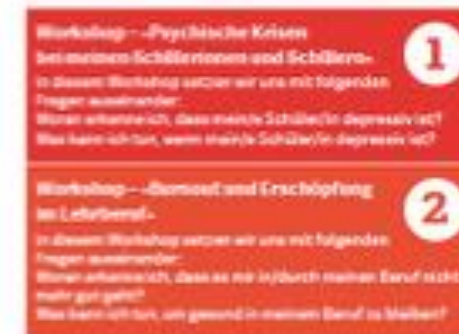 Workshop – «Psychische Krisen
bei meinen Schülerinnen und Schülern»
1
In diesem Workshop setzen wir uns mit folgenden
Fragen auseinander:
Woran erkenne ich, dass mein/e Schüler/in depressiv ist?
Was kann ich tun, wenn mein/e Schüler/in depressiv ist?
Workshop – «Burnout und Erschöpfung
im Lehrberuf»
2
In diesem Workshop setzen wir uns mit folgenden
Fragen auseinander:
Woran erkenne ich, dass es mir in/durch meinen Beruf nicht
mehr gut geht?
Was kann ich tun, um gesund in meinem Beruf zu bleiben?